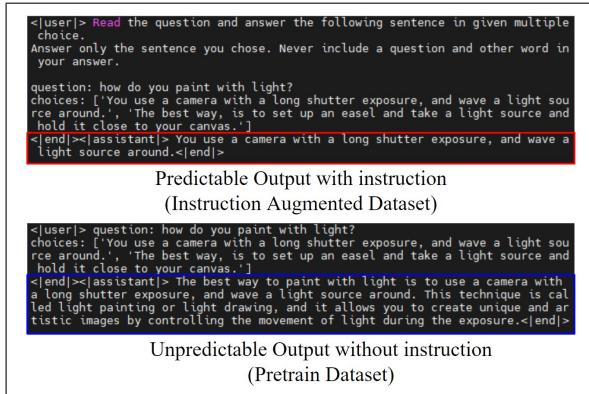 <|user|> Read the question and answer the following sentence in given multiple
 choice.
Answer only the sentence you chose. Never include a question and other word in
 your answer.
question: how do you paint with light?
choices: ['You use a camera with a long shutter exposure, and wave a light sou
rce around.', 'The best way, is to set up an easel and take a light source and
 hold it close to your canvas.']
<|end|><|assistant|> You use a camera with a long shutter exposure, and wave a
 light source around.<|end|>
Predictable Output with instruction
(Instruction Augmented Dataset)
<|user|> question: how do you paint with light?
choices: ['You use a camera with a long shutter exposure, and wave a light sou
rce around.', 'The best way, is to set up an easel and take a light source and
 hold it close to your canvas.']
<|end|><|assistant|> The best way to paint with light is to use a camera with
a long shutter exposure, and wave a light source around. This technique is cal
led light painting or light drawing, and it allows you to create unique and ar
tistic images by controlling the movement of light during the exposure.<|end|>
Unpredictable Output without instruction
(Pretrain Dataset)